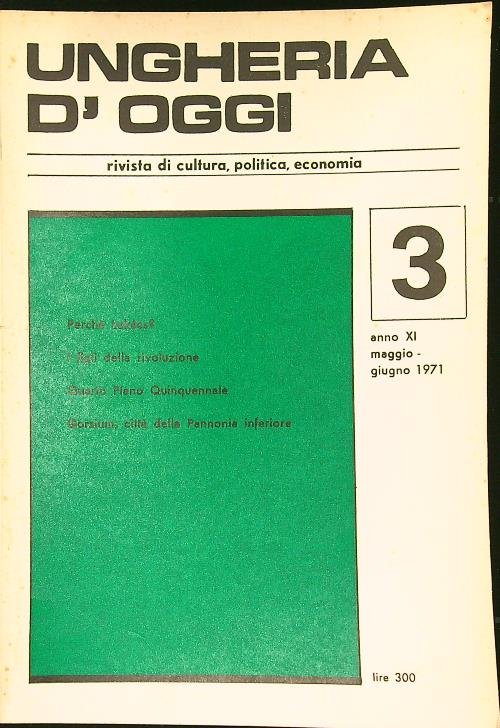 UNGHERIA
D' OGGI
rivista di cultura, politica, economia
3
anno XI
maggio -
giugno 1971
Perché Lukács?
I figli della rivoluzione
Quarto Piano Quinquennale
Gorsium, città della Pannonia inferiore
lire 300